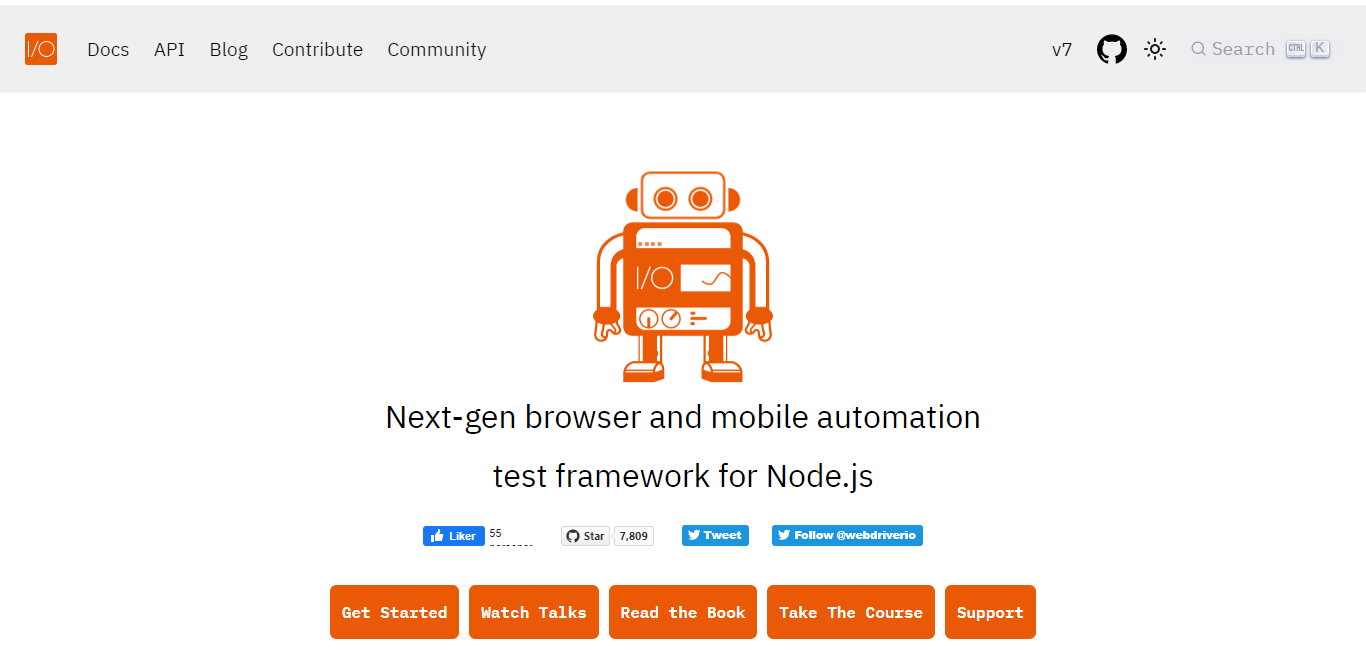 I/O Docs API Blog Contribute Community v7 Search CTRL K
I/O
Next-gen browser and mobile automation
test framework for Node.js
Liker 55 Star 7,809 Tweet Follow @webdriverio
Get Started Watch Talks Read the Book Take The Course Support